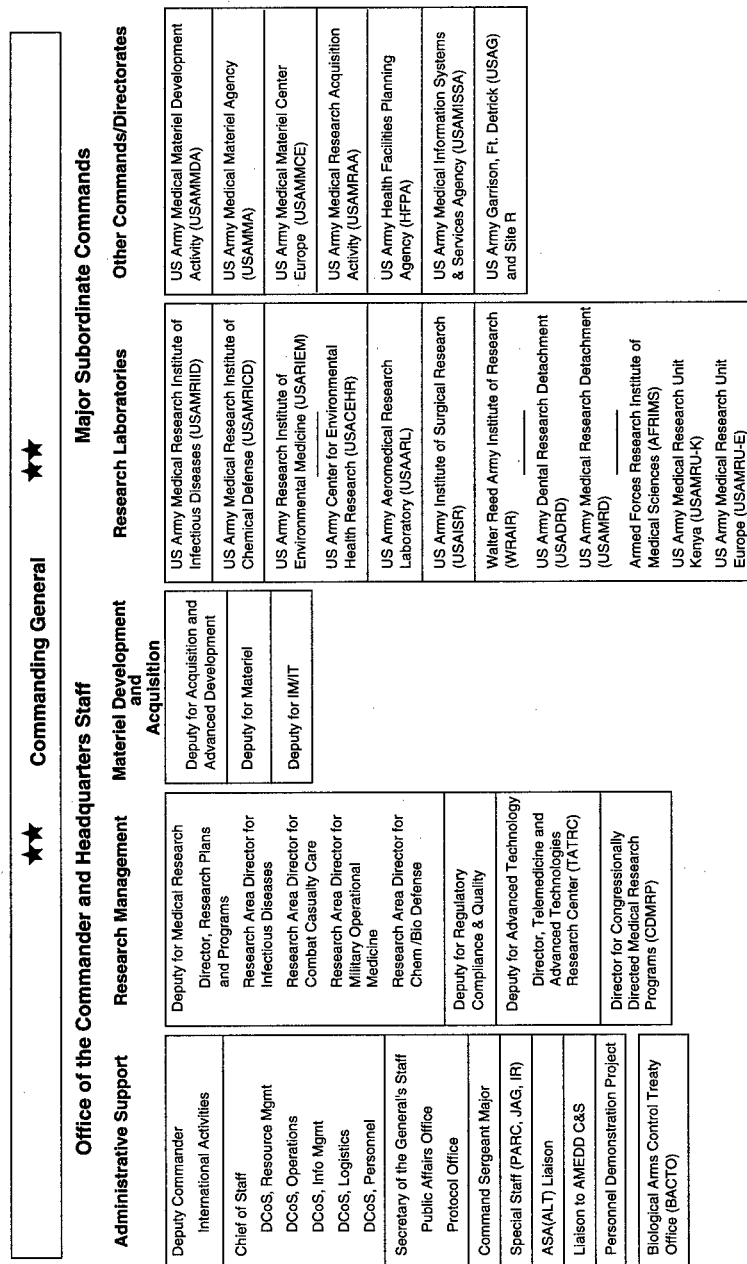 ★★ Commanding General ★★
Office of the Commander and Headquarters Staff
Major Subordinate Commands
Administrative Support
Deputy Commander
International Activities
Chief of Staff
DCoS, Resource Mgmt
DCoS, Operations
DCoS, Info Mgmt
DCoS, Logistics
DCoS, Personnel
Secretary of the General's Staff
Public Affairs Office
Protocol Office
Command Sergeant Major
Special Staff (PARC, JAG, IR)
ASA(ALT) Liaison
Liaison to AMEDD C&S
Personnel Demonstration Project
Biological Arms Control Treaty
Office (BACTO)
Research Management
Deputy for Medical Research
Director, Research Plans
and Programs
Research Area Director for
Infectious Diseases
Research Area Director for
Combat Casualty Care
Research Area Director for
Military Operational
Medicine
Research Area Director for
Chem /Bio Defense
Deputy for Regulatory
Compliance & Quality
Deputy for Advanced Technology
Director, Telemedicine and
Advanced Technologies
Research Center (TATRC)
Director for Congressionally
Directed Medical Research
Programs (CDMRP)
Materiel Development
and
Acquisition
Deputy for Acquisition and
Advanced Development
Deputy for Materiel
Deputy for IM/IT
Research Laboratories
US Army Medical Research Institute of
Infectious Diseases (USAMRIID)
US Army Medical Research Institute of
Chemical Defense (USAMRICD)
US Army Research Institute of
Environmental Medicine (USARIEM)
US Army Center for Environmental
Health Research (USACEHR)
US Army Aeromedical Research
Laboratory (USAARL)
US Army Institute of Surgical Research
(USAISR)
Walter Reed Army Institute of Research
(WRAIR)
US Army Dental Research Detachment
(USADRD)
US Army Medical Research Detachment
(USAMRD)
Armed Forces Research Institute of
Medical Sciences (AFRIMS)
US Army Medical Research Unit
Kenya (USAMRU-K)
US Army Medical Research Unit
Europe (USAMRU-E)
Other Commands/Directorates
US Army Medical Materiel Development
Activity (USAMMDA)
US Army Medical Materiel Agency
(USAMMA)
US Army Medical Materiel Center
Europe (USAMMCE)
US Army Medical Research Acquisition
Activity (USAMRAA)
US Army Health Facilities Planning
Agency (HFPA)
US Army Medical Information Systems
& Services Agency (USAMISSA)
US Army Garrison, Ft. Detrick (USAG)
and Site R